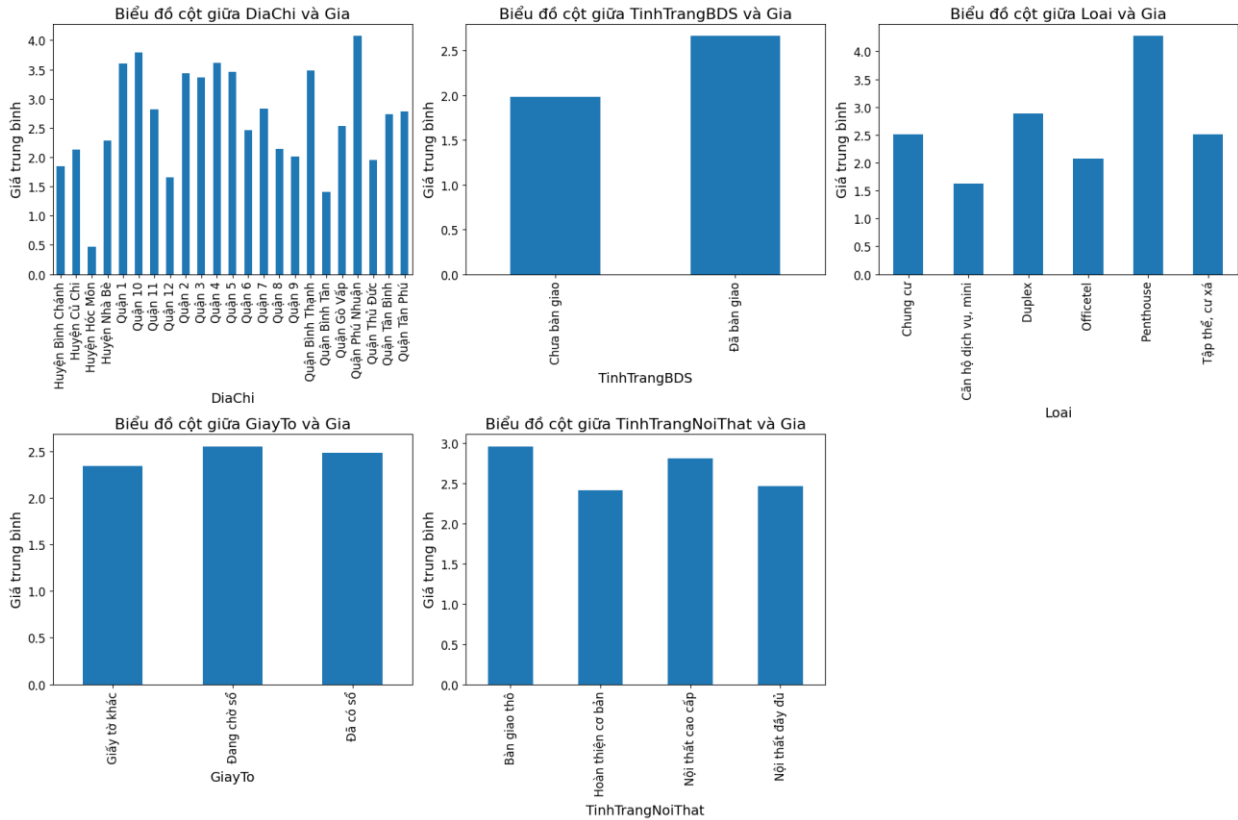 Biểu đồ cột giữa DiaChi và Gia
Giá trung bình
4.0
3.5
3.0
2.5
2.0
1.5
1.0
0.5
0.0
Huyện Bình Chánh
Huyện Củ Chi
Huyện Hóc Môn
Huyện Nhà Bè
Quận 1
Quận 10
Quận 11
Quận 12
Quận 2
Quận 3
Quận 4
Quận 5
Quận 6
Quận 7
Quận 8
Quận 9
Quận Bình Thạnh
Quận Bình Tân
Quận Gò Vấp
Quận Phú Nhuận
Quận Thủ Đức
Quận Tân Bình
Quận Tân Phú
DiaChi
Biểu đồ cột giữa TinhTrangBDS và Gia
Giá trung bình
2.5
2.0
1.5
1.0
0.5
0.0
Chưa bàn giao
Đã bàn giao
TinhTrangBDS
Biểu đồ cột giữa Loai và Gia
Giá trung bình
4.0
3.5
3.0
2.5
2.0
1.5
1.0
0.5
0.0
Chung cư
Căn hộ dịch vụ, mini
Duplex
Officetel
Penthouse
Tập thể, cư xá
Loai
Biểu đồ cột giữa GiayTo và Gia
Giá trung bình
2.5
2.0
1.5
1.0
0.5
0.0
Giấy tờ khác
Đang chờ sổ
Đã có sổ
GiayTo
Biểu đồ cột giữa TinhTrangNoiThat và Gia
Giá trung bình
3.0
2.5
2.0
1.5
1.0
0.5
0.0
Bàn giao thô
Hoàn thiện cơ bản
Nội thất cao cấp
Nội thất đầy đủ
TinhTrangNoiThat